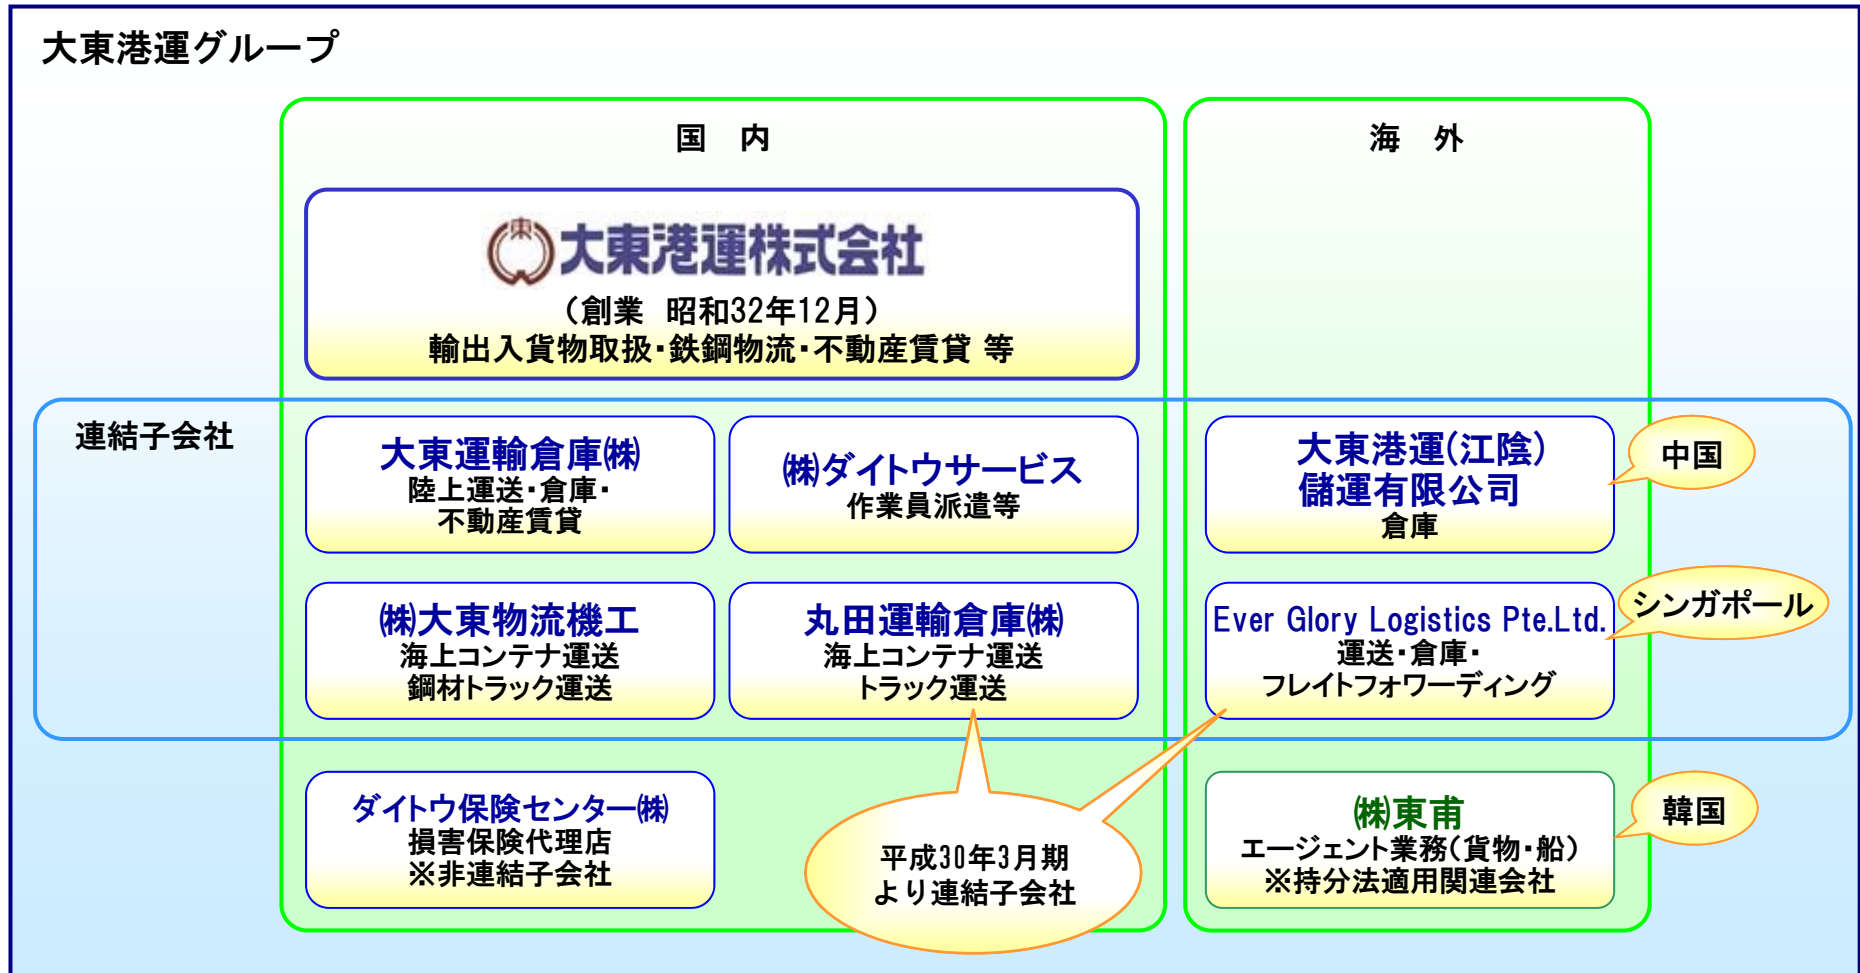 大東港運グループ
国　内
海　外
東
大東港運株式会社
（創業　昭和32年12月）
輸出入貨物取扱・鉄鋼物流・不動産賃貸 等
連結子会社
大東運輸倉庫㈱
陸上運送・倉庫・
不動産賃貸
㈱ダイトウサービス
作業員派遣等
大東港運(江陰)
儲運有限公司
倉庫
中国
㈱大東物流機工
海上コンテナ運送
鋼材トラック運送
丸田運輸倉庫㈱
海上コンテナ運送
トラック運送
Ever Glory Logistics Pte.Ltd.
運送・倉庫・
フレイトフォワーディング
シンガポール
ダイトウ保険センター㈱
損害保険代理店
※非連結子会社
平成30年3月期
より連結子会社
㈱東甫
エージェント業務（貨物・船）
※持分法適用関連会社
韓国